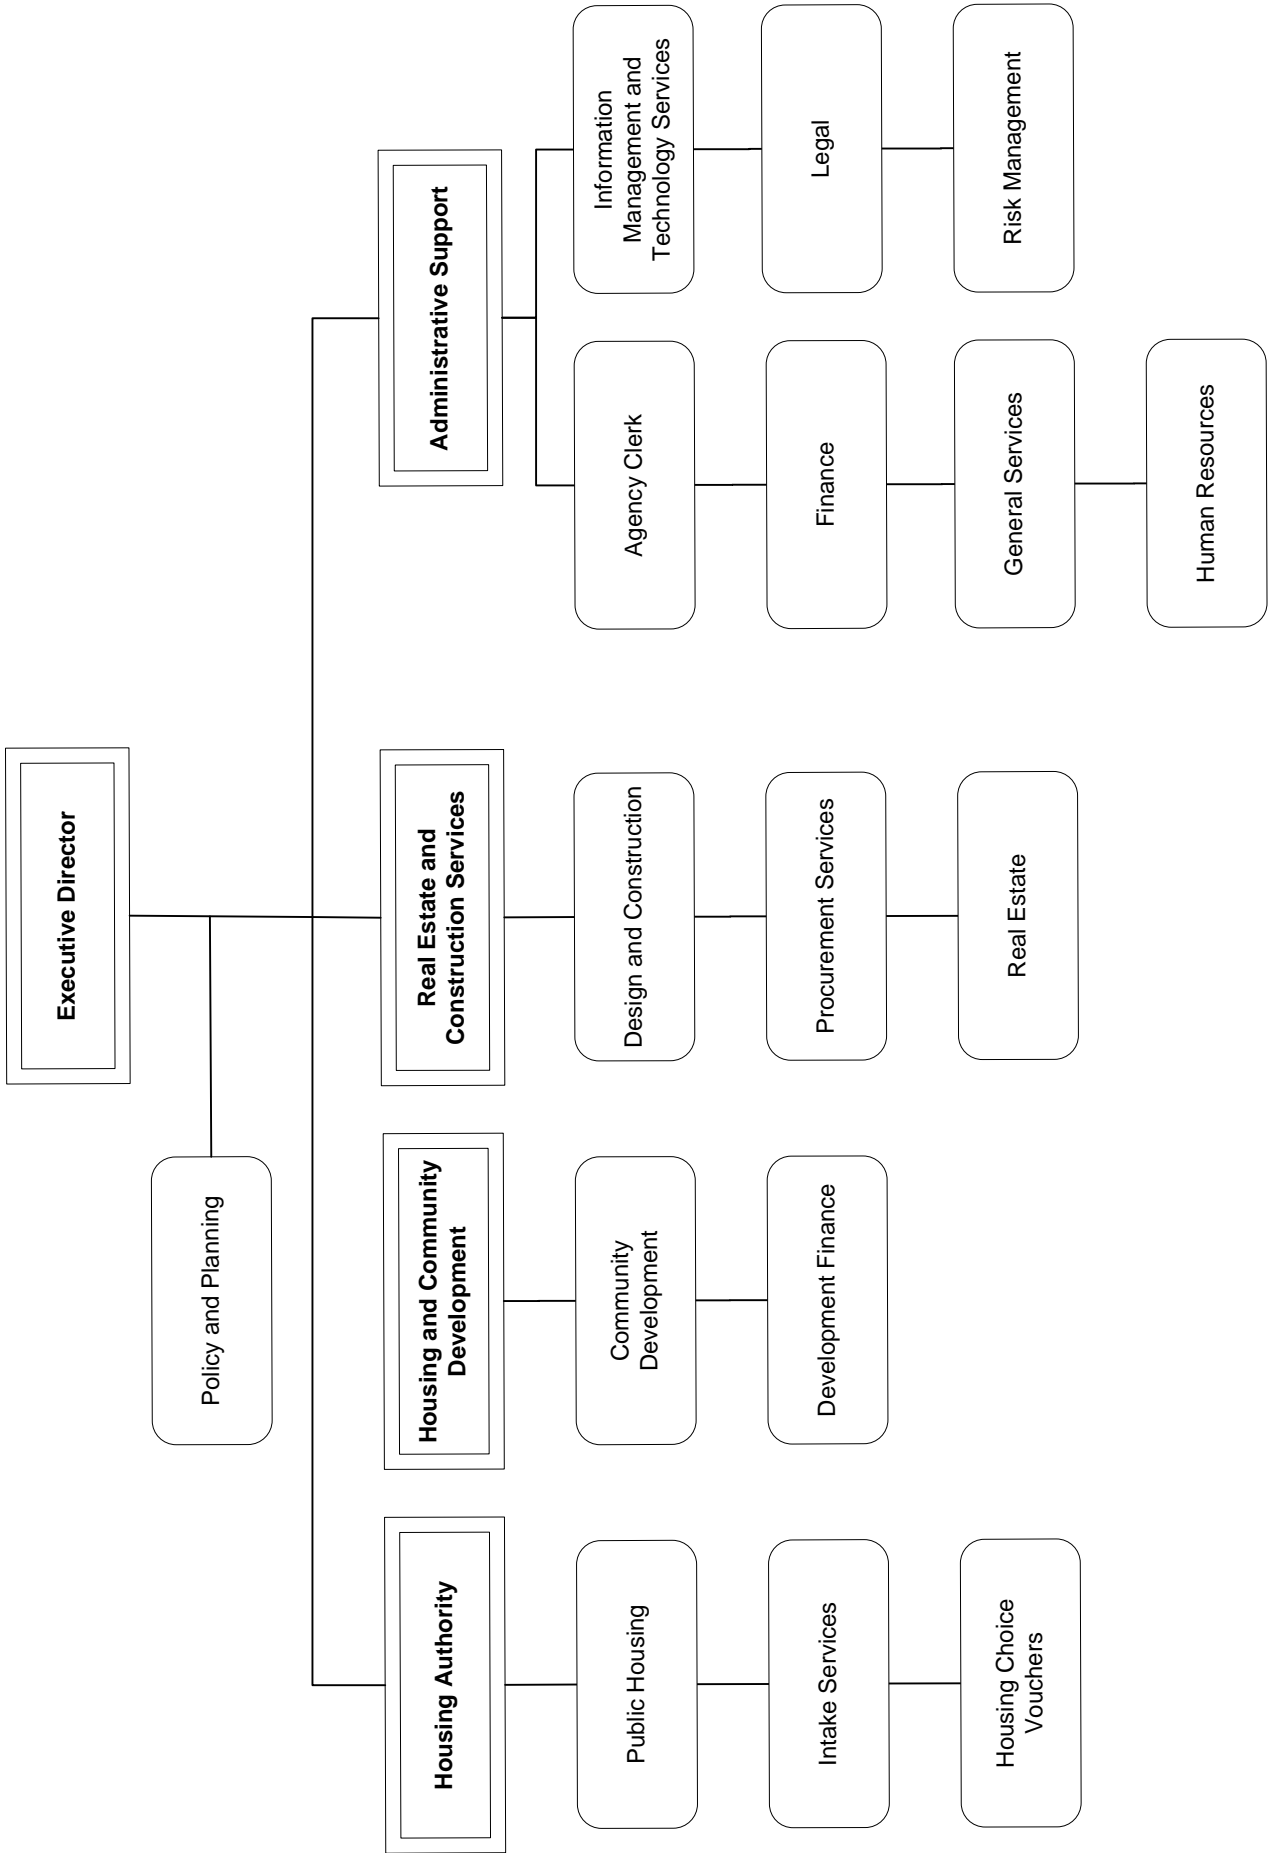 Executive Director
Policy and Planning
Housing Authority
Public Housing
Intake Services
Housing Choice
Vouchers
Housing and Community
Development
Community
Development
Development Finance
Real Estate and
Construction Services
Design and Construction
Procurement Services
Real Estate
Administrative Support
Agency Clerk
Finance
General Services
Human Resources
Information
Management and
Technology Services
Legal
Risk Management